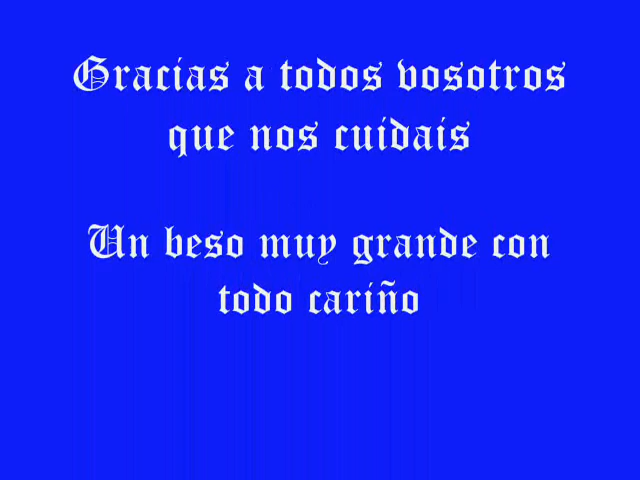 Gracias a todos vosotros
que nos cuidais
Un beso muy grande con
todo cariño